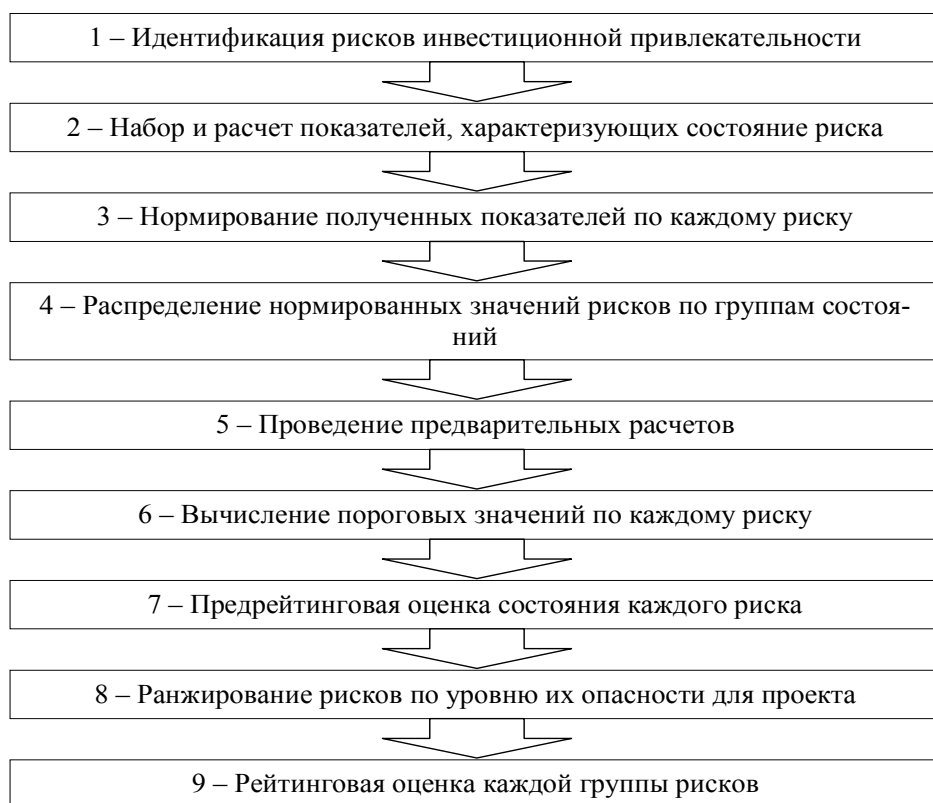 1 – Идентификация рисков инвестиционной привлекательности
2 – Набор и расчет показателей, характеризующих состояние риска
3 – Нормирование полученных показателей по каждому риску
4 – Распределение нормированных значений рисков по группам состоя-
ний
5 – Проведение предварительных расчетов
6 – Вычисление пороговых значений по каждому риску
7 – Предрейтинговая оценка состояния каждого риска
8 – Ранжирование рисков по уровню их опасности для проекта
9 – Рейтинговая оценка каждой группы рисков